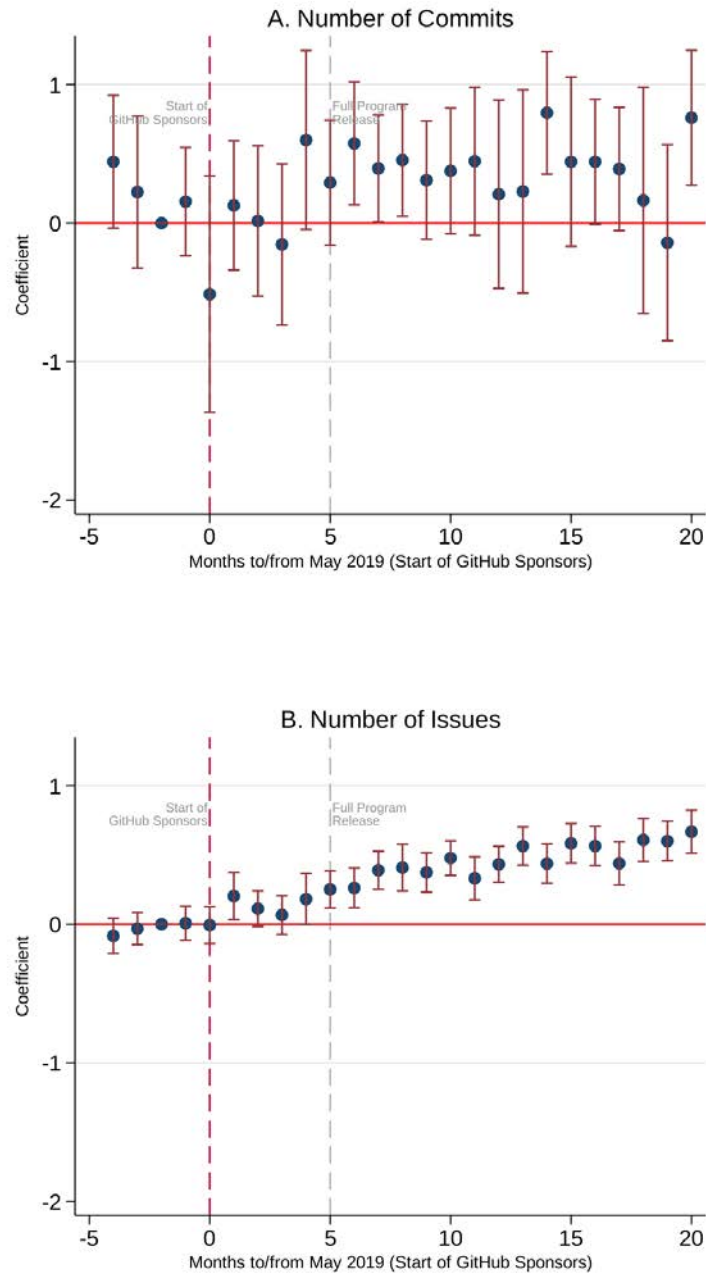 A. Number of Commits
Start of
GitHub Sponsors
Full Program
Release
1
0
-1
-2
Coefficient
-5
0
5
10
15
20
Months to/from May 2019 (Start of GitHub Sponsors)
B. Number of Issues
Start of
GitHub Sponsors
Full Program
Release
1
0
-1
-2
Coefficient
-5
0
5
10
15
20
Months to/from May 2019 (Start of GitHub Sponsors)